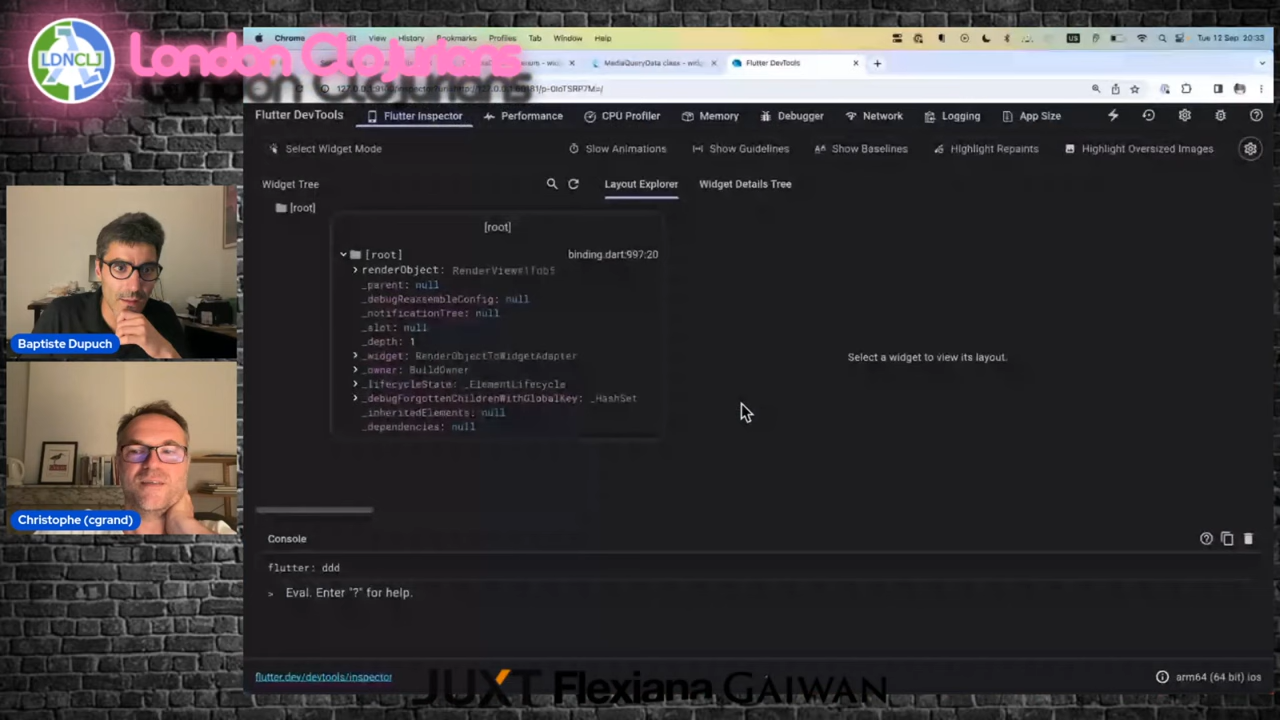 LDNCLJ
London Clojurians
Chrome
Edit View History Bookmarks Profiles Tab Window Help
Tue 12 Sep 20:33
MediaQueryData class - widg
Flutter DevTools
Flutter DevTools
Flutter Inspector
Performance
CPU Profiler
Memory
Debugger
Network
Logging
App Size
Select Widget Mode
Slow Animations
Show Guidelines
Show Baselines
Highlight Repaints
Highlight Oversized Images
Widget Tree
Layout Explorer
Widget Details Tree
[root]
[root]
[root] binding.dart:997:20
renderObject:
_parent: null
_debugReassembleConfig: null
_notificationTree: null
_slot: null
_depth: 1
_widget: RenderObjectToWidgetAdapter
_owner: BuildOwner
_lifecycleState: _ElementLifecycle
_debugForgottenChildrenWithGlobalKey: _HashSet
_inheritedElements: null
_dependencies: null
Select a widget to view its layout.
Baptiste Dupuch
Christophe (cgrand)
Console
flutter: ddd
> Eval. Enter "?" for help.
flutter.dev/devtools/inspector
arm64 (64 bit) ios
JUXT Flexiana GAIWAN